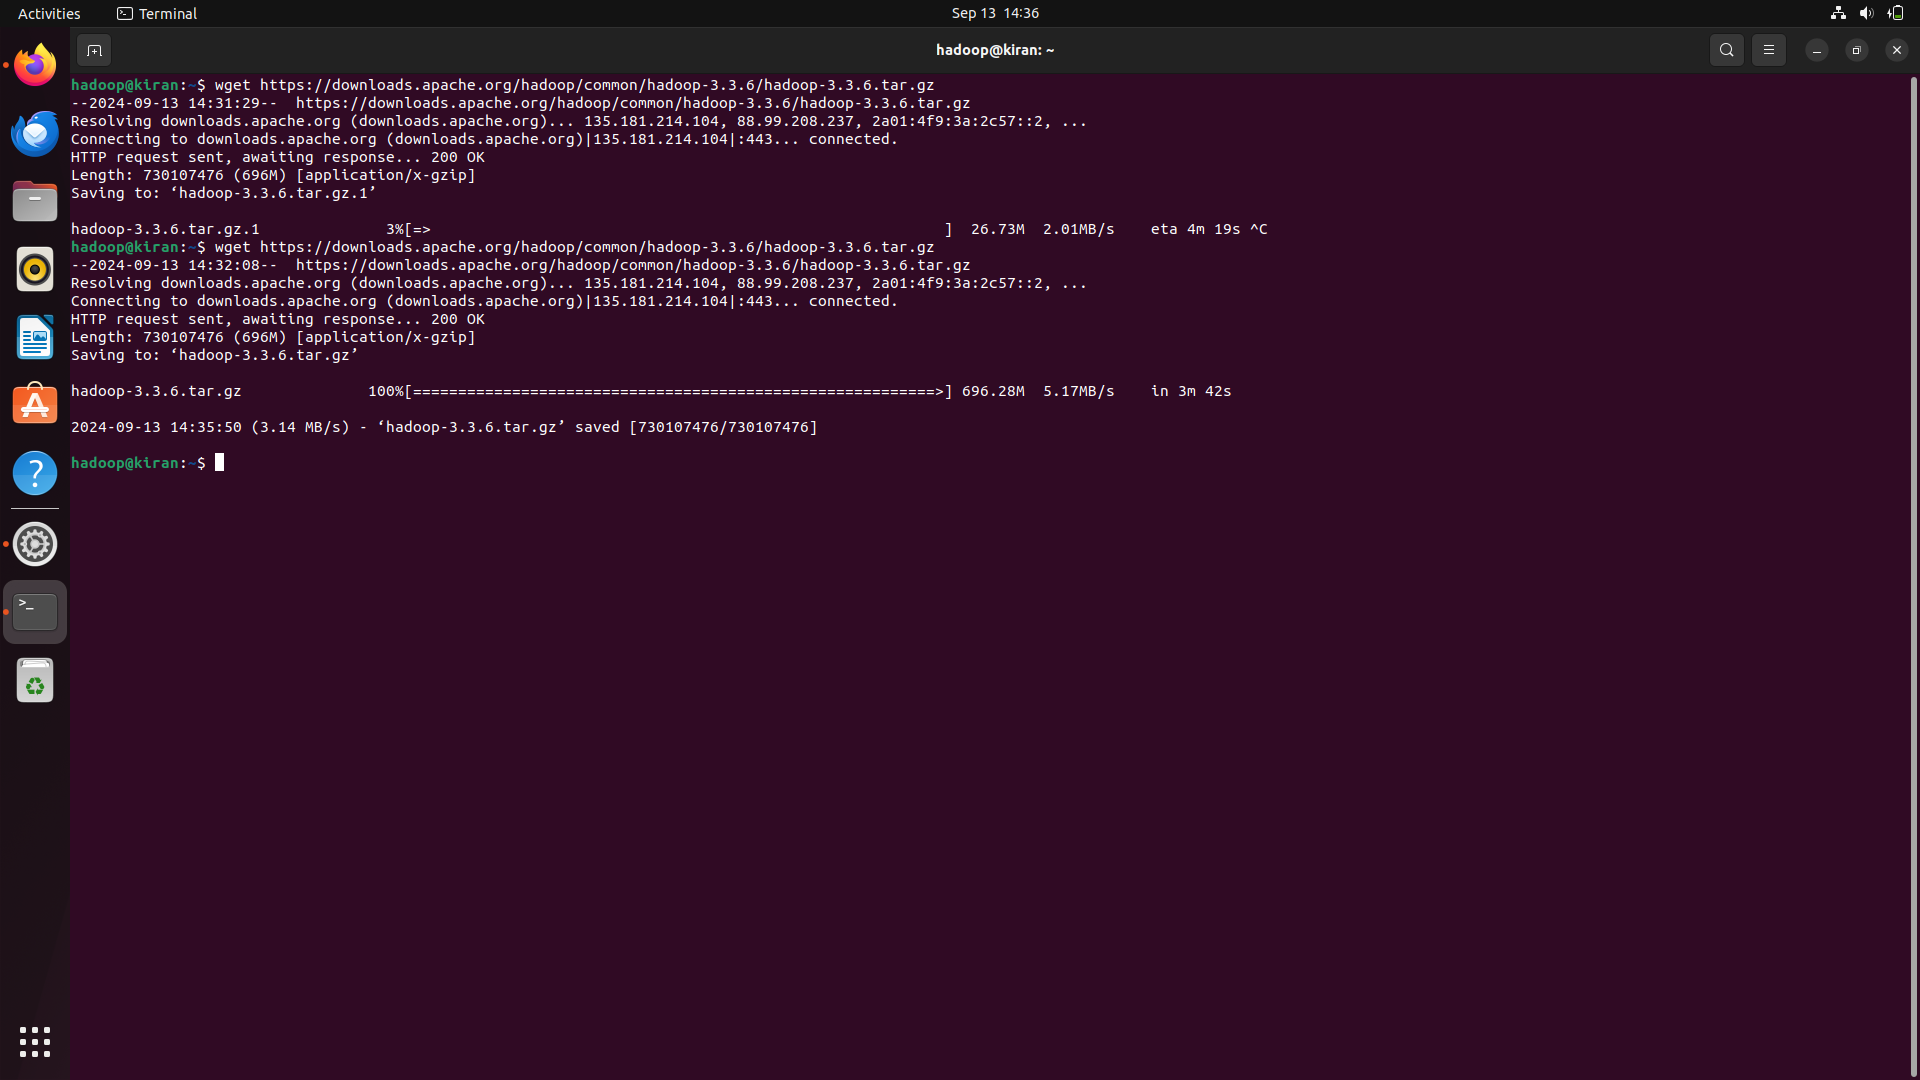 Activities
Terminal
Sep 13 14:36
hadoop@kiran: ~
hadoop@kiran:~$ wget https://downloads.apache.org/hadoop/common/hadoop-3.3.6/hadoop-3.3.6.tar.gz
--2024-09-13 14:31:29--  https://downloads.apache.org/hadoop/common/hadoop-3.3.6/hadoop-3.3.6.tar.gz
Resolving downloads.apache.org (downloads.apache.org)... 135.181.214.104, 88.99.208.237, 2a01:4f9:3a:2c57::2, ...
Connecting to downloads.apache.org (downloads.apache.org)|135.181.214.104|:443... connected.
HTTP request sent, awaiting response... 200 OK
Length: 730107476 (696M) [application/x-gzip]
Saving to: ‘hadoop-3.3.6.tar.gz.1’
hadoop-3.3.6.tar.gz.1              3%[=>                                                         ]  26.73M  2.01MB/s    eta 4m 19s ^C
hadoop@kiran:~$ wget https://downloads.apache.org/hadoop/common/hadoop-3.3.6/hadoop-3.3.6.tar.gz
--2024-09-13 14:32:08--  https://downloads.apache.org/hadoop/common/hadoop-3.3.6/hadoop-3.3.6.tar.gz
Resolving downloads.apache.org (downloads.apache.org)... 135.181.214.104, 88.99.208.237, 2a01:4f9:3a:2c57::2, ...
Connecting to downloads.apache.org (downloads.apache.org)|135.181.214.104|:443... connected.
HTTP request sent, awaiting response... 200 OK
Length: 730107476 (696M) [application/x-gzip]
Saving to: ‘hadoop-3.3.6.tar.gz’
hadoop-3.3.6.tar.gz              100%[==========================================================>] 696.28M  5.17MB/s    in 3m 42s
2024-09-13 14:35:50 (3.14 MB/s) - ‘hadoop-3.3.6.tar.gz’ saved [730107476/730107476]
hadoop@kiran:~$